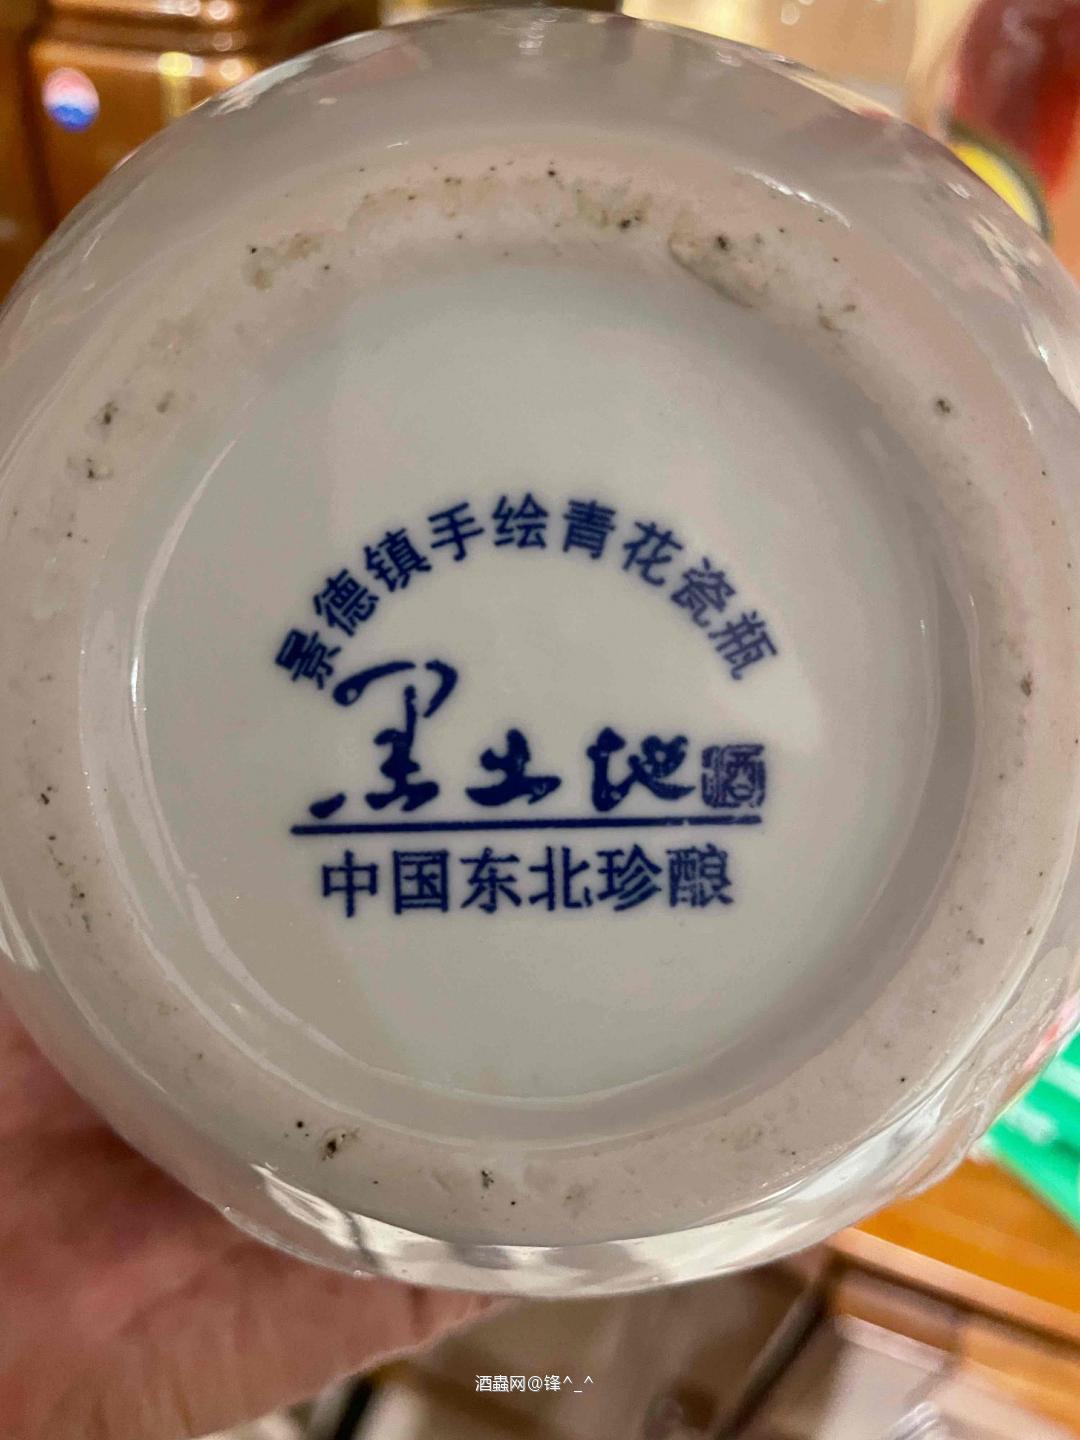 景德镇手绘青花瓷瓶
黑土地酒
中国东北珍酿
酒蟲网@锋^_^